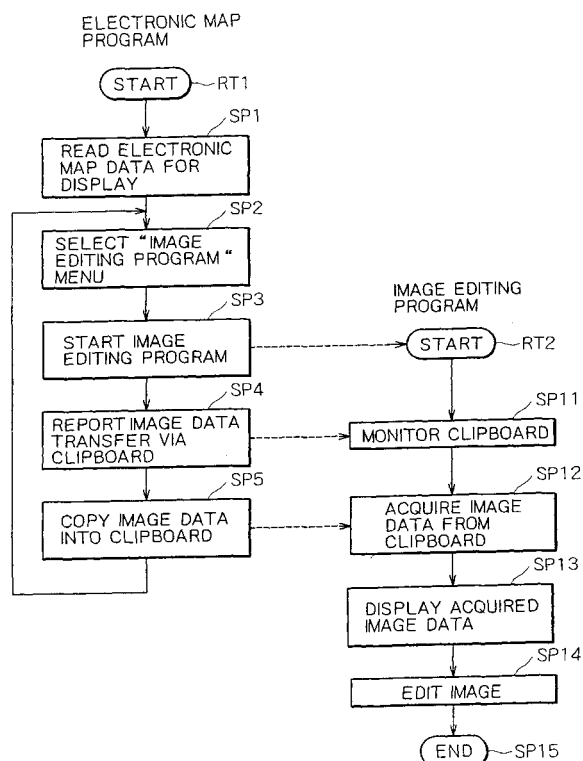 ELECTRONIC MAP
PROGRAM
START
RT1
SP1
READ ELECTRONIC
MAP DATA FOR
DISPLAY
SP2
SELECT "IMAGE
EDITING PROGRAM"
MENU
SP3
START IMAGE
EDITING PROGRAM
SP4
REPORT IMAGE DATA
TRANSFER VIA
CLIPBOARD
SP5
COPY IMAGE DATA
INTO CLIPBOARD
IMAGE EDITING
PROGRAM
START
RT2
SP11
MONITOR CLIPBOARD
SP12
ACQUIRE IMAGE
DATA FROM
CLIPBOARD
SP13
DISPLAY ACQUIRED
IMAGE DATA
SP14
EDIT IMAGE
END
SP15